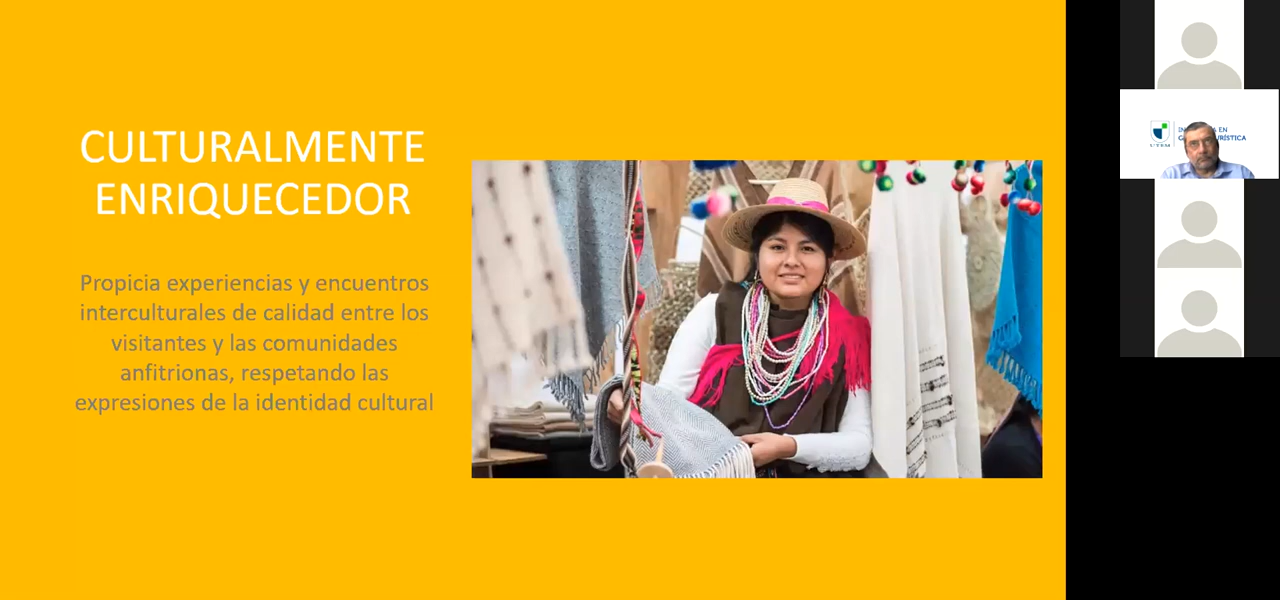 CULTURALMENTE
ENRIQUECEDOR
Propicia experiencias y encuentros
interculturales de calidad entre los
visitantes y las comunidades
anfitrionas, respetando las
expresiones de la identidad cultural